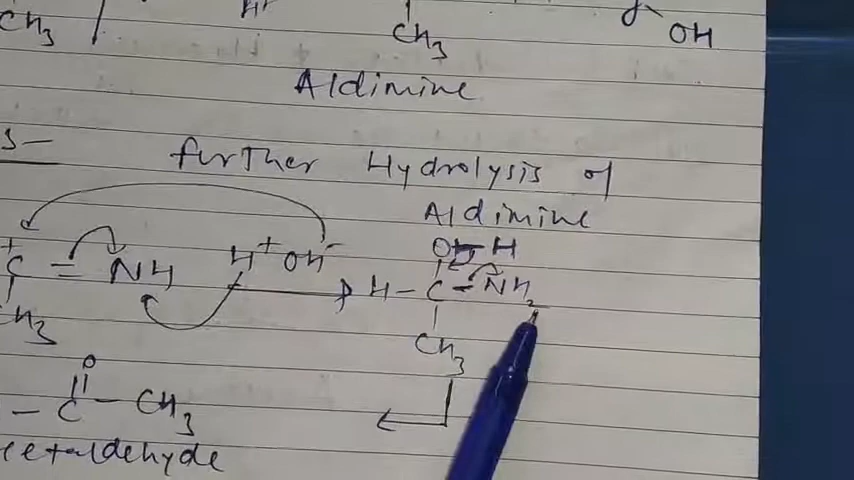 CH3 H+ CH3 OH
Aldimine
s —
further Hydrolysis of
Aldimine
OH - H
+
C = NH H+ OH- → H - C - NH2
CH3 CH3
O
— C — CH3
cetaldehyde